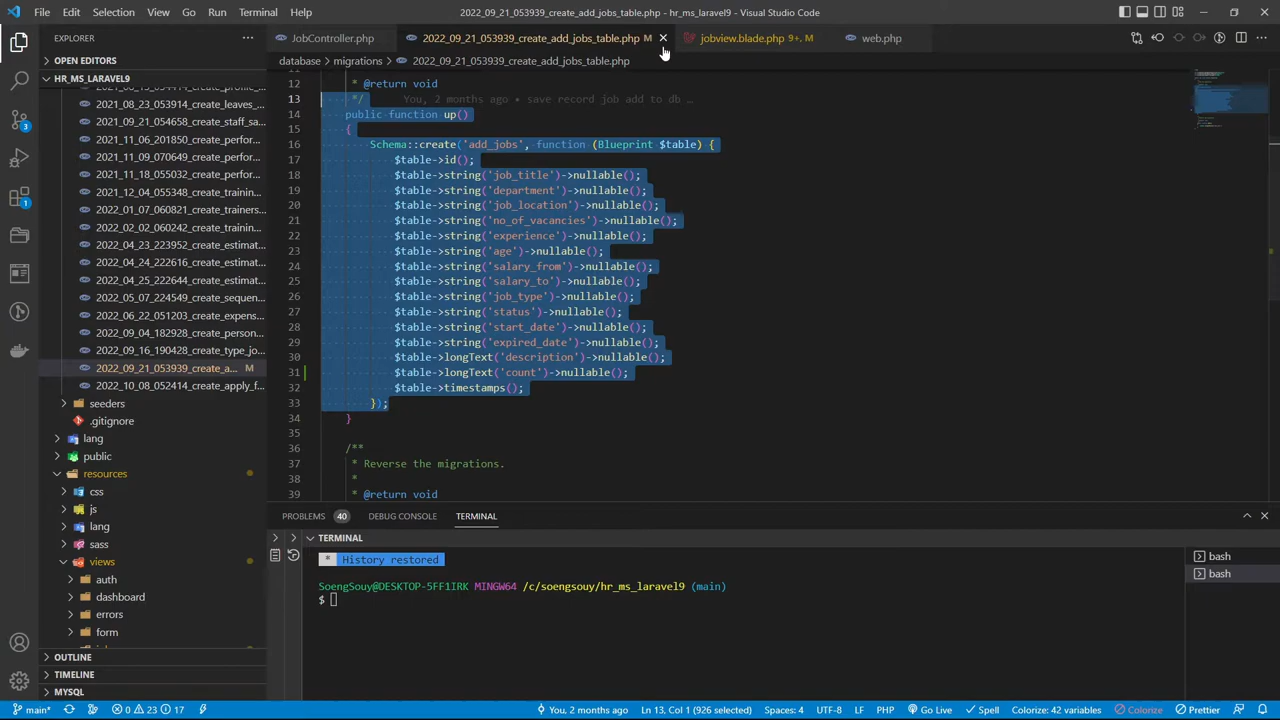 File Edit Selection View Go Run Terminal Help
2022_09_21_053939_create_add_jobs_table.php - hr_ms_laravel9 - Visual Studio Code
EXPLORER
OPEN EDITORS
HR_MS_LARAVEL9
2021_08_23_053914_create_leaves_...
2021_09_21_054658_create_staff_sa...
2021_11_06_201850_create_perfor...
2021_11_09_070649_create_perfor...
2021_11_18_055032_create_perfor...
2021_12_04_055348_create_trainin...
2022_01_07_060821_create_trainers...
2022_02_02_060242_create_trainin...
2022_04_23_223952_create_estimat...
2022_04_24_222616_create_estimat...
2022_04_25_224631_create_estimat...
2022_05_07_224549_create_sequen...
2022_06_22_051203_create_expens...
2022_09_04_182928_create_person...
2022_09_16_190428_create_type_jo...
2022_09_21_053939_create_a... M
2022_10_08_052414_create_apply_f...
seeders
.gitignore
lang
public
resources
css
js
lang
sass
views
auth
dashboard
errors
form
OUTLINE
TIMELINE
MYSQL
JobController.php
2022_09_21_053939_create_add_jobs_table.php M
jobview.blade.php 9+, M
web.php
database > migrations > 2022_09_21_053939_create_add_jobs_table.php
12 * @return void
13 */ You, 2 months ago • save record job add to db …
14 public function up()
15 {
16 Schema::create('add_jobs', function (Blueprint $table) {
17 $table->id();
18 $table->string('job_title')->nullable();
19 $table->string('department')->nullable();
20 $table->string('job_location')->nullable();
21 $table->string('no_of_vacancies')->nullable();
22 $table->string('experience')->nullable();
23 $table->string('age')->nullable();
24 $table->string('salary_from')->nullable();
25 $table->string('salary_to')->nullable();
26 $table->string('job_type')->nullable();
27 $table->string('status')->nullable();
28 $table->string('start_date')->nullable();
29 $table->string('expired_date')->nullable();
30 $table->longText('description')->nullable();
31 $table->longText('count')->nullable();
32 $table->timestamps();
33 });
34 }
35
36 /**
37 * Reverse the migrations.
38 *
39 * @return void
PROBLEMS 40 DEBUG CONSOLE TERMINAL
TERMINAL
* History restored
SoengSouy@DESKTOP-5FF1IRK MINGW64 /c/soengsouy/hr_ms_laravel9 (main)
$
bash
bash
3
1
main* 0 23 17 You, 2 months ago Ln 13, Col 1 (926 selected) Spaces: 4 UTF-8 LF PHP Go Live Spell Colorize: 42 variables Colorize Prettier